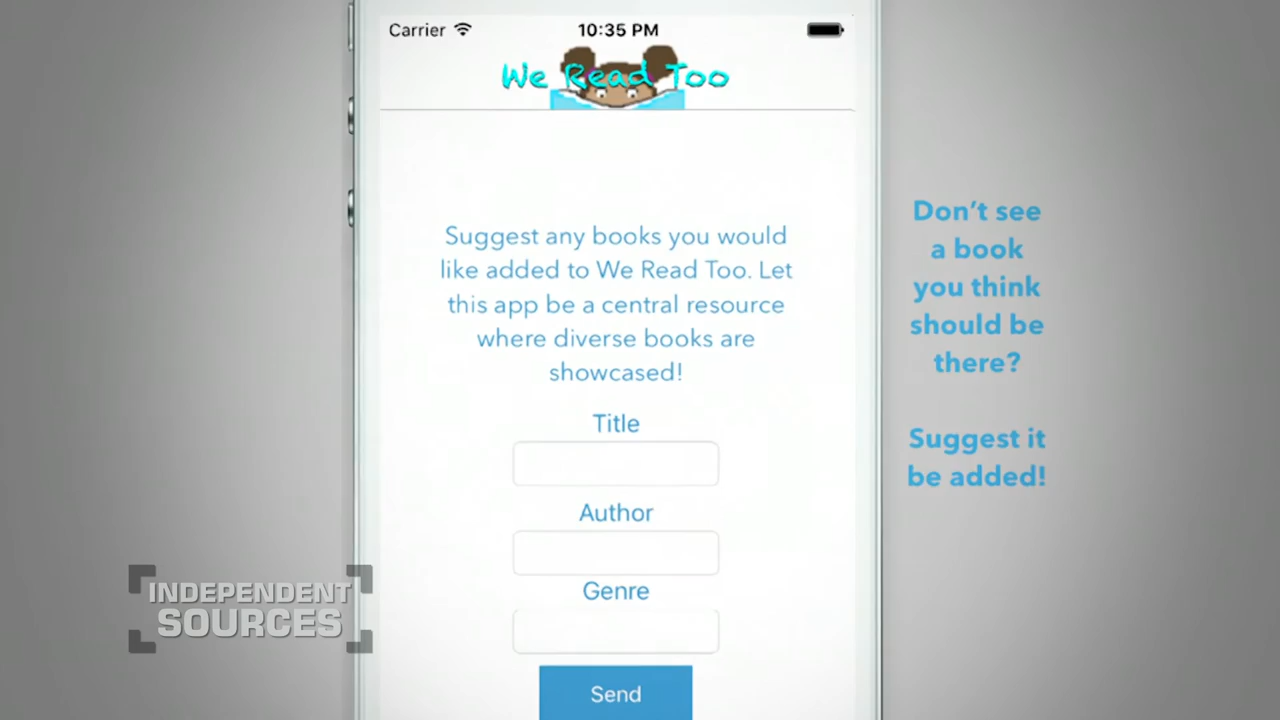 Carrier 10:35 PM
We Read Too
Suggest any books you would
like added to We Read Too. Let
this app be a central resource
where diverse books are
showcased!
Title
Author
Genre
Send
Don't see
a book
you think
should be
there?
Suggest it
be added!
INDEPENDENT
SOURCES